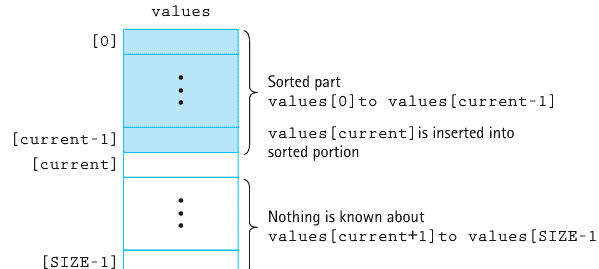 values
[0]
Sorted part
values[0] to values[current-1]
[current-1]
values[current] is inserted into
[current]
sorted portion
Nothing is known about
values[current+1] to values[SIZE-1
[SIZE-1]